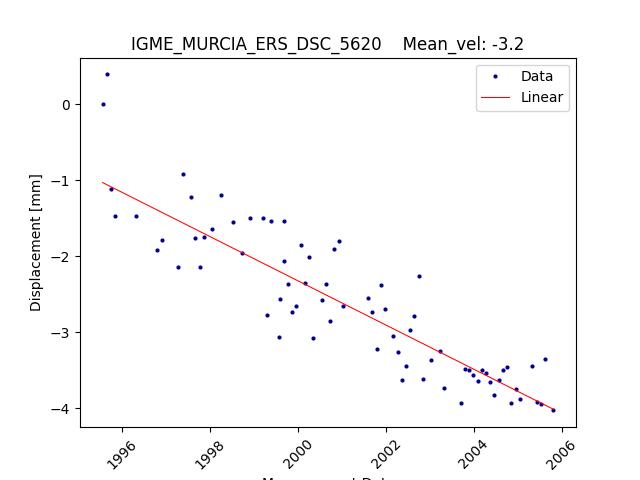 IGME_MURCIA_ERS_DSC_5620    Mean_vel: -3.2
Data
Linear
Displacement [mm]
0
−1
−2
−3
−4
1996
1998
2000
2002
2004
2006